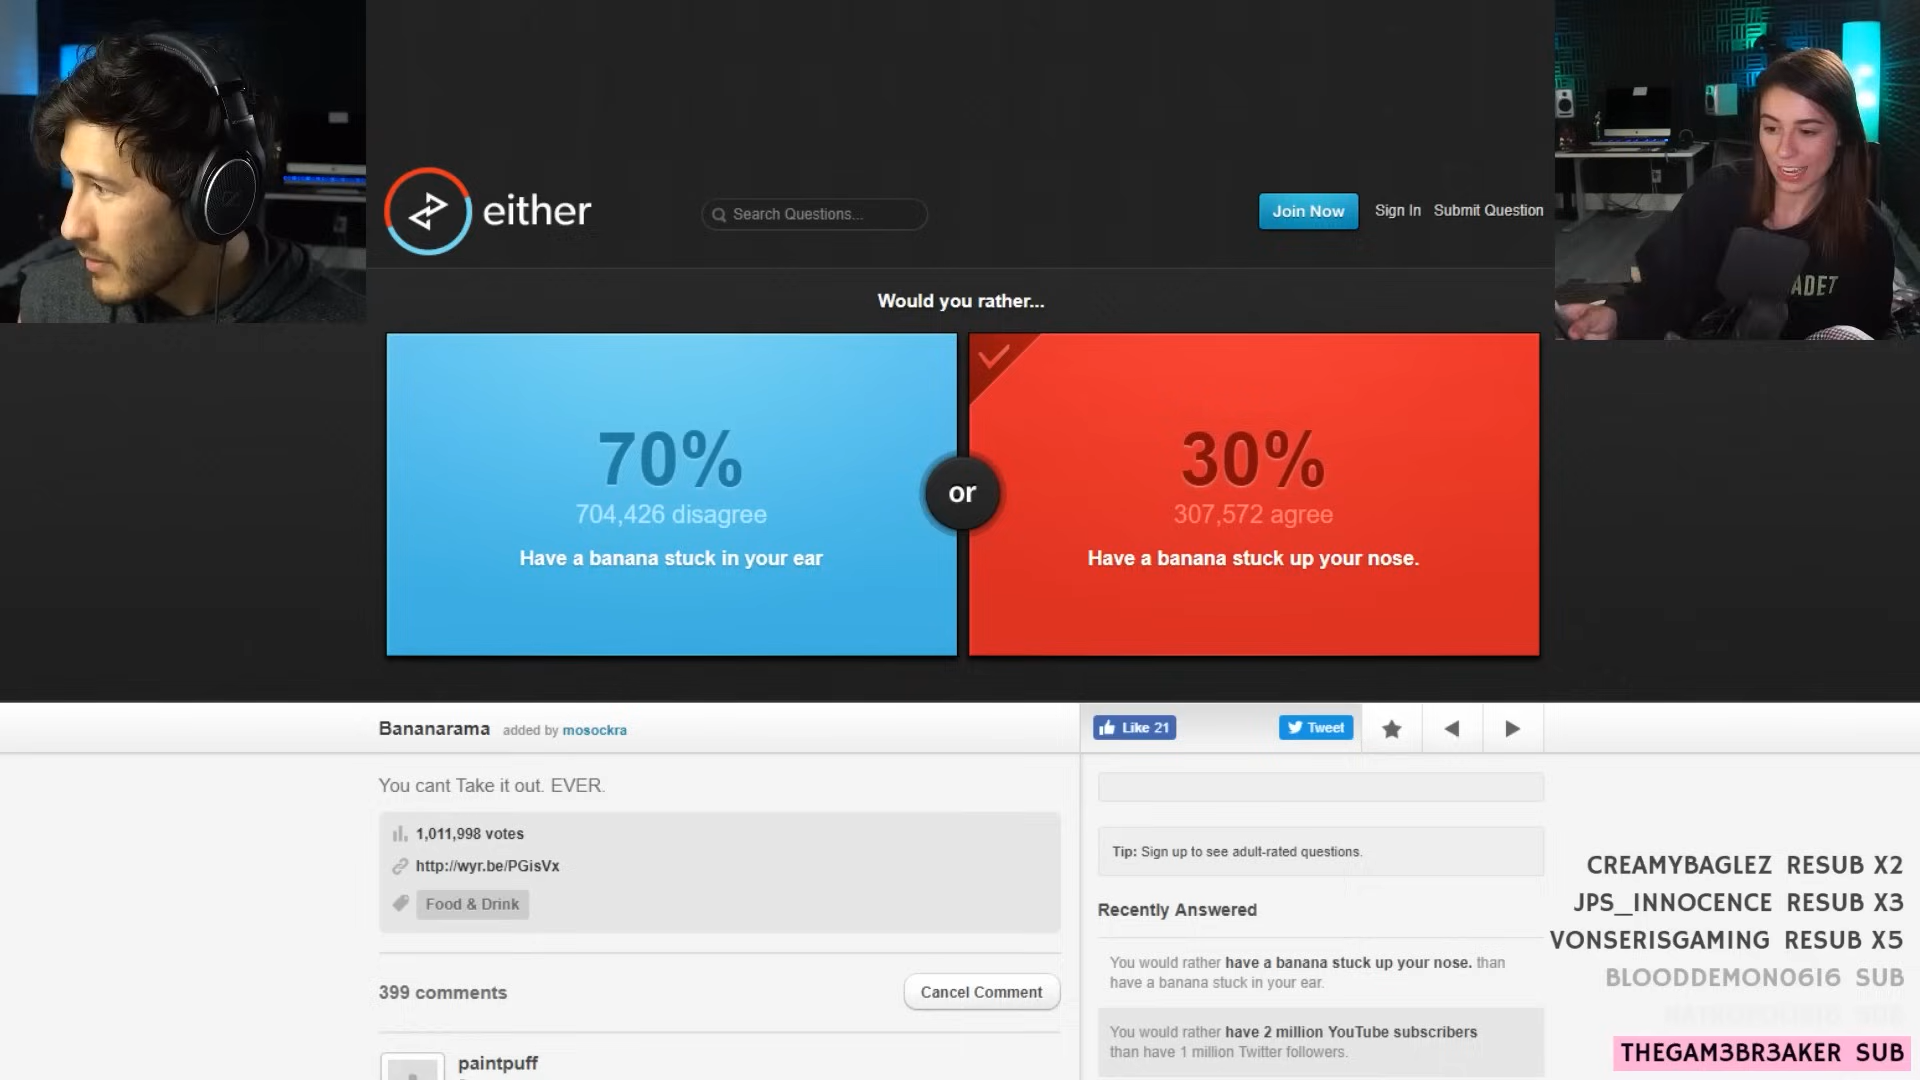 either
Search Questions...
Join Now
Sign In
Submit Question
ADET
Would you rather...
70%
704,426 disagree
Have a banana stuck in your ear
or
30%
307,572 agree
Have a banana stuck up your nose.
Bananarama added by mosockra
Like 21
Tweet
You cant Take it out. EVER.
1,011,998 votes
http://wyr.be/PGisVx
Food & Drink
399 comments
Cancel Comment
paintpuff
Tip: Sign up to see adult-rated questions.
Recently Answered
You would rather have a banana stuck up your nose. than
have a banana stuck in your ear.
You would rather have 2 million YouTube subscribers
than have 1 million Twitter followers.
CREAMYBAGLEZ RESUB X2
JPS_INNOCENCE RESUB X3
VONSERISGAMING RESUB X5
BLOODDEMON0616 SUB
THEGAM3BR3AKER SUB